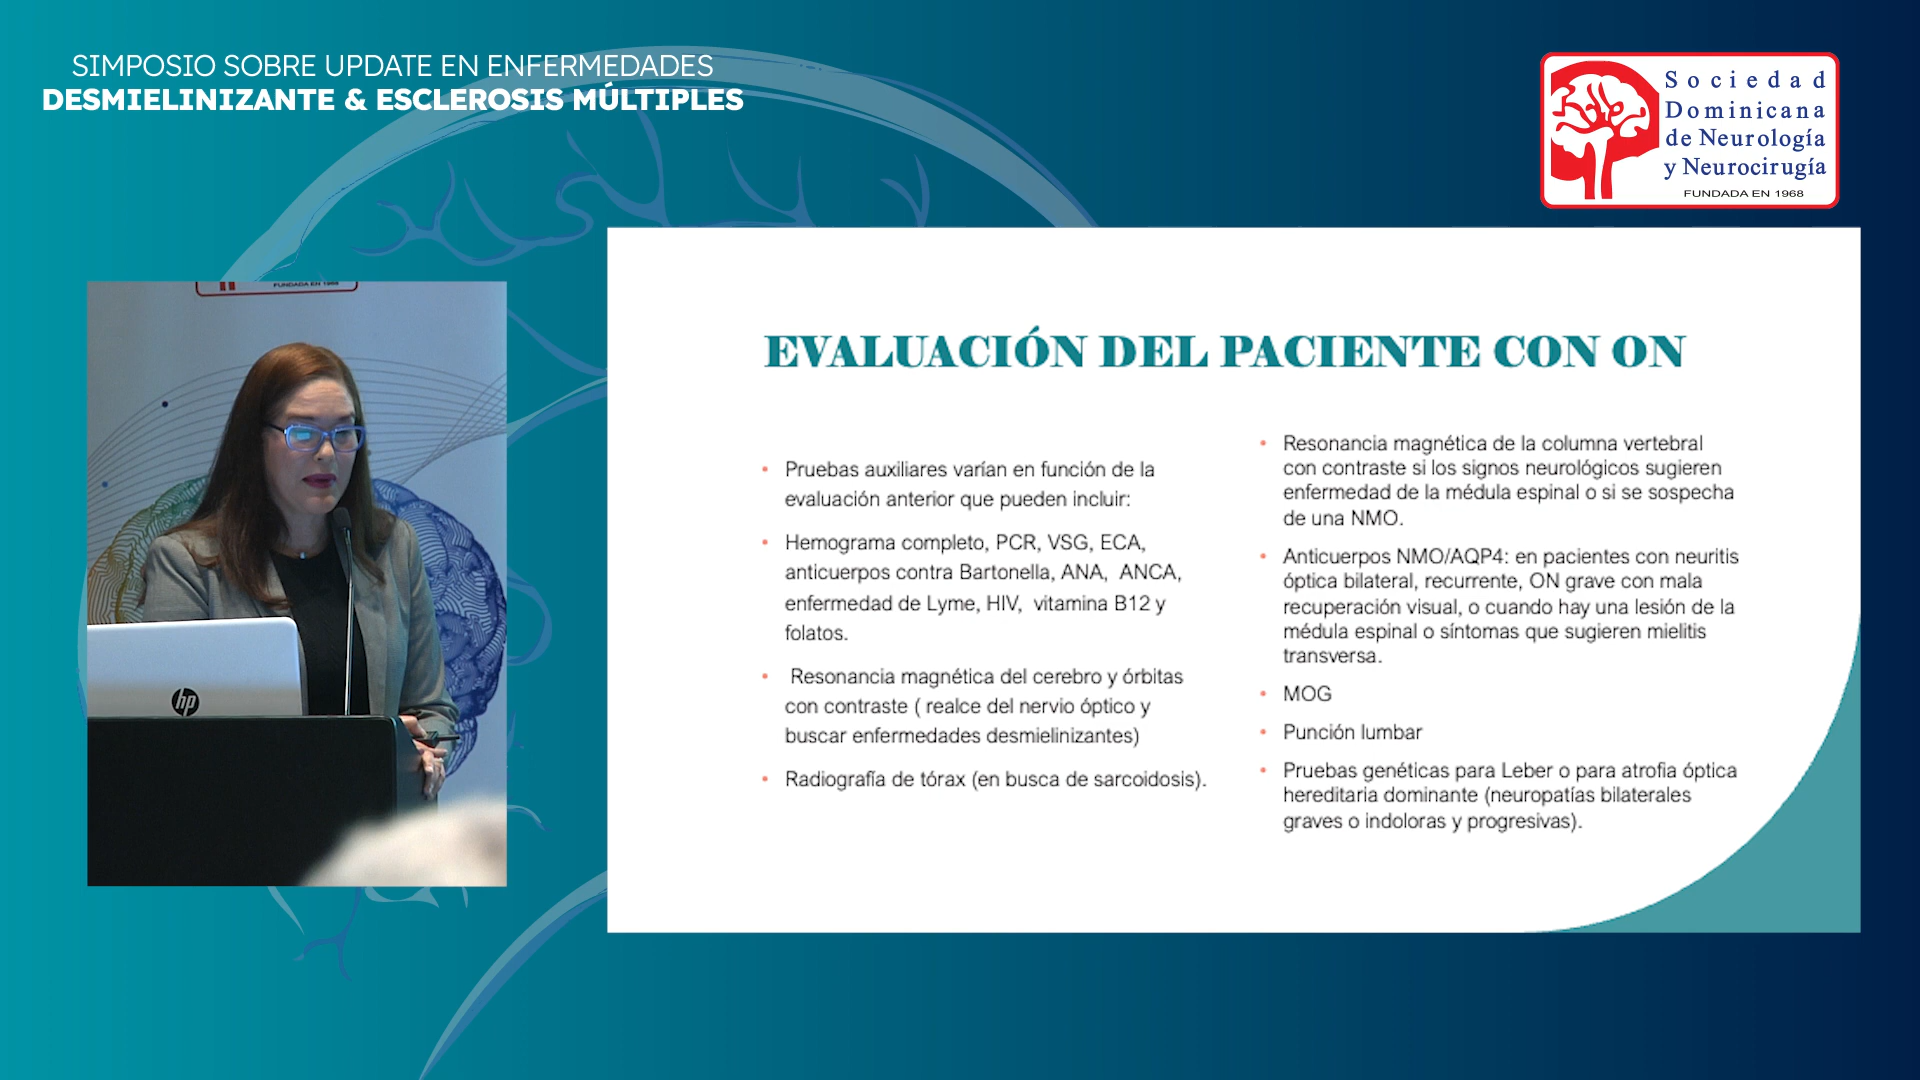 SIMPOSIO SOBRE UPDATE EN ENFERMEDADES
DESMIELINIZANTE & ESCLEROSIS MÚLTIPLES
Sociedad
Dominicana
de Neurología
y Neurocirugía
FUNDADA EN 1968
FUNDADA EN 1968
hp
EVALUACIÓN DEL PACIENTE CON ON
• Pruebas auxiliares varían en función de la
evaluación anterior que pueden incluir:
• Hemograma completo, PCR, VSG, ECA,
anticuerpos contra Bartonella, ANA, ANCA,
enfermedad de Lyme, HIV, vitamina B12 y
folatos.
• Resonancia magnética del cerebro y órbitas
con contraste ( realce del nervio óptico y
buscar enfermedades desmielinizantes)
• Radiografía de tórax (en busca de sarcoidosis).
• Resonancia magnética de la columna vertebral
con contraste si los signos neurológicos sugieren
enfermedad de la médula espinal o si se sospecha
de una NMO.
• Anticuerpos NMO/AQP4: en pacientes con neuritis
óptica bilateral, recurrente, ON grave con mala
recuperación visual, o cuando hay una lesión de la
médula espinal o síntomas que sugieren mielitis
transversa.
• MOG
• Punción lumbar
• Pruebas genéticas para Leber o para atrofia óptica
hereditaria dominante (neuropatías bilaterales
graves o indoloras y progresivas).